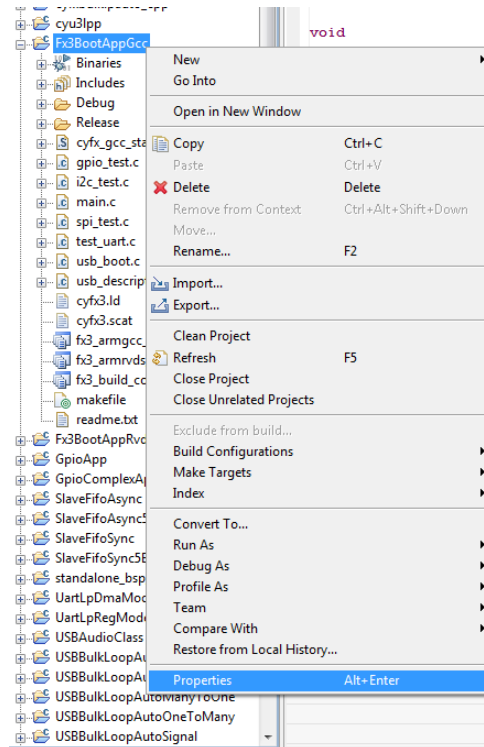 cyu3lpp
void
Fx3BootAppGcc
Binaries
Includes
Debug
Release
cyfx_gcc_sta
gpio_test.c
i2c_test.c
main.c
spi_test.c
test_uart.c
usb_boot.c
usb_descript
cyfx3.ld
cyfx3.scat
fx3_armgcc_
fx3_armrvds
fx3_build_co
makefile
readme.txt
Fx3BootAppRvd
GpioApp
GpioComplexAp
SlaveFifoAsync
SlaveFifoAsync5
SlaveFifoSync
SlaveFifoSync5B
standalone_bsp
UartLpDmaMod
UartLpRegMode
USBAudioClass
USBBulkLoopAu
USBBulkLoopAu
USBBulkLoopAutoManyToOne
USBBulkLoopAutoOneToMany
USBBulkLoopAutoSignal
New
Go Into
Open in New Window
Copy Ctrl+C
Paste Ctrl+V
Delete Delete
Remove from Context Ctrl+Alt+Shift+Down
Move...
Rename... F2
Import...
Export...
Clean Project
Refresh F5
Close Project
Close Unrelated Projects
Exclude from build...
Build Configurations
Make Targets
Index
Convert To...
Run As
Debug As
Profile As
Team
Compare With
Restore from Local History...
Properties Alt+Enter